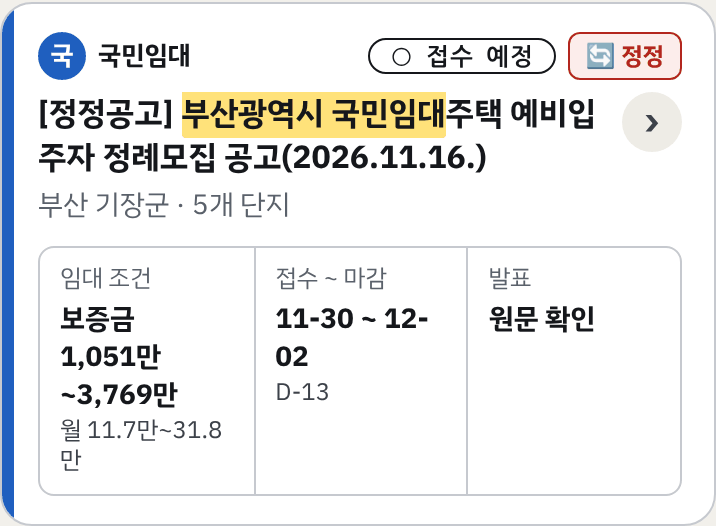 국 국민임대 ○ 접수 예정 🔄 정정
[정정공고] 부산광역시 국민임대주택 예비입
주자 정례모집 공고(2026.11.16.)
부산 기장군 · 5개 단지
임대 조건
보증금
1,051만
~3,769만
월 11.7만~31.8
만
접수 ~ 마감
11-30 ~ 12-
02
D-13
발표
원문 확인